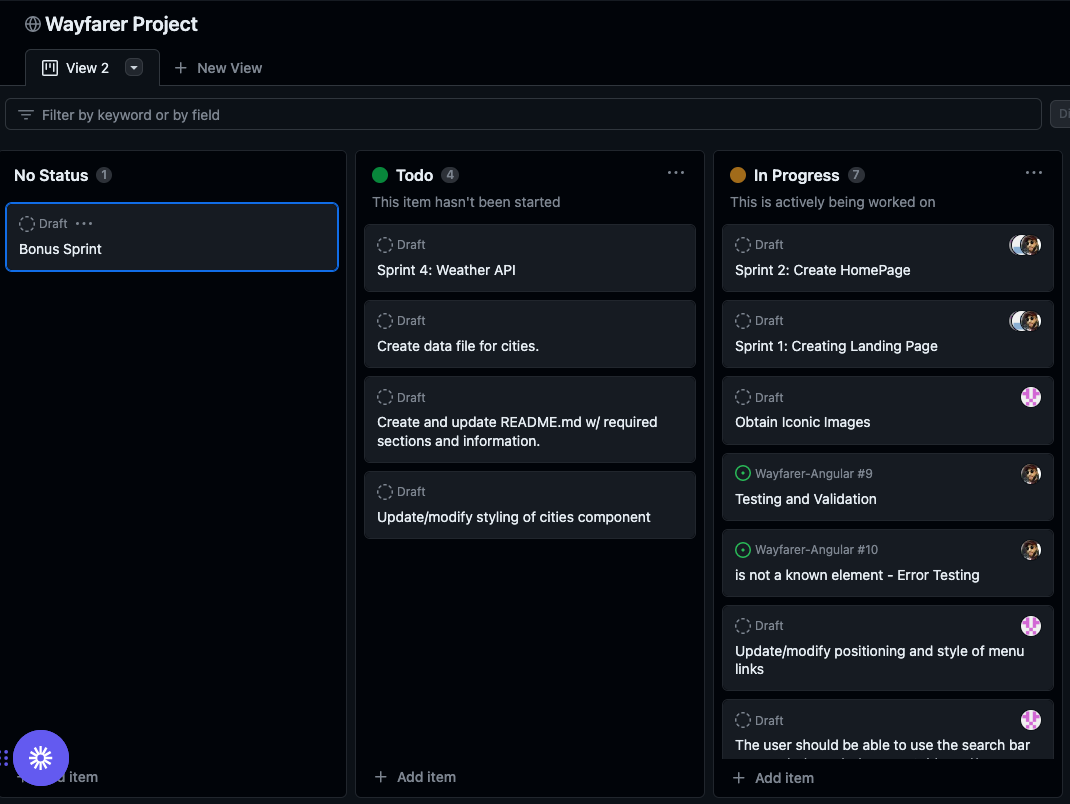 Wayfarer Project
View 2
New View
Filter by keyword or by field
No Status 1
Draft
Bonus Sprint
item
Todo 4
This item hasn't been started
Draft
Sprint 4: Weather API
Draft
Create data file for cities.
Draft
Create and update README.md w/ required
sections and information.
Draft
Update/modify styling of cities component
Add item
In Progress 7
This is actively being worked on
Draft
Sprint 2: Create HomePage
Draft
Sprint 1: Creating Landing Page
Draft
Obtain Iconic Images
Wayfarer-Angular #9
Testing and Validation
Wayfarer-Angular #10
is not a known element - Error Testing
Draft
Update/modify positioning and style of menu
links
Draft
The user should be able to use the search bar
Add item